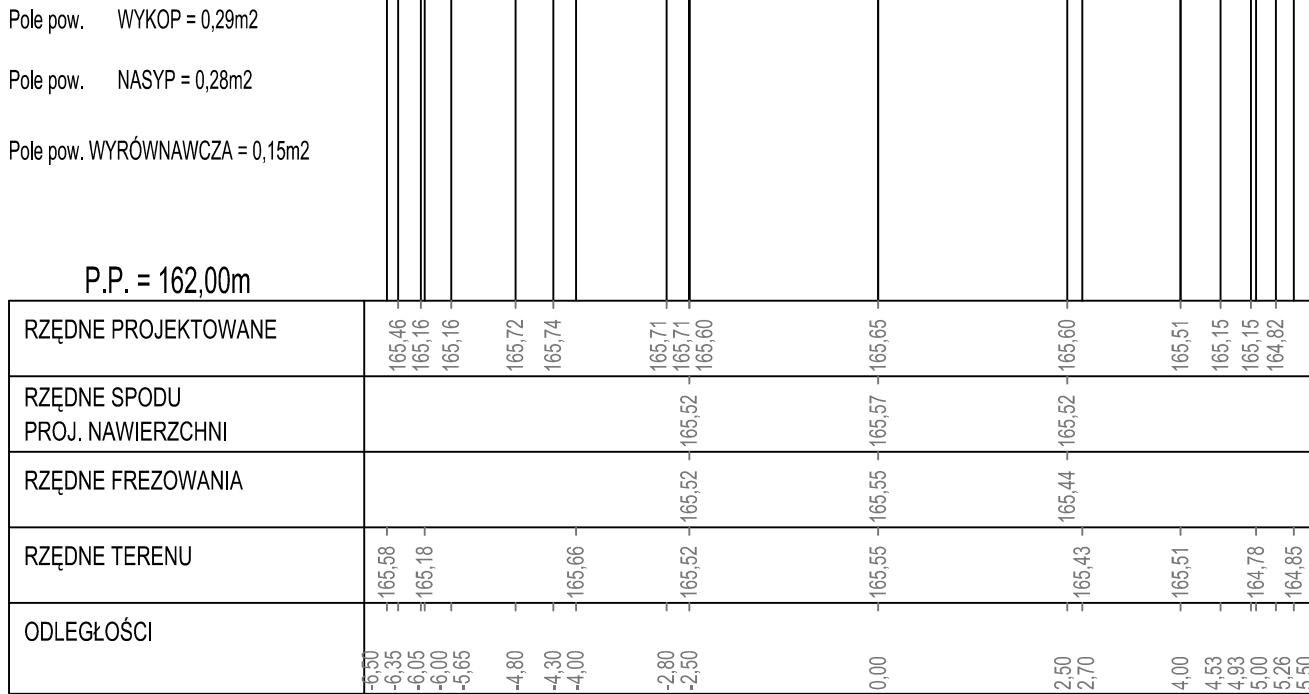 Pole pow. WYKOP = 0,29m2
Pole pow. NASYP = 0,28m2
Pole pow. WYRÓWNAWCZA = 0,15m2
P.P. = 162,00m
RZĘDNE PROJEKTOWANE
165,46 165,16 165,16 165,72 165,74 165,71 165,71 165,60 165,65 165,60 165,51 165,15 165,15 164,82
RZĘDNE SPODU
PROJ. NAWIERZCHNI
165,52 165,57 165,52
RZĘDNE FREZOWANIA
165,52 165,55 165,44
RZĘDNE TERENU
165,58 165,18 165,66 165,52 165,55 165,43 165,51 164,78 164,85
ODLEGŁOŚCI
-6,50 -6,35 -6,05 -6,00 -5,65 -4,80 -4,30 -4,00 -2,80 -2,50 0,00 2,50 2,70 4,00 4,53 4,93 5,00 5,26 5,50